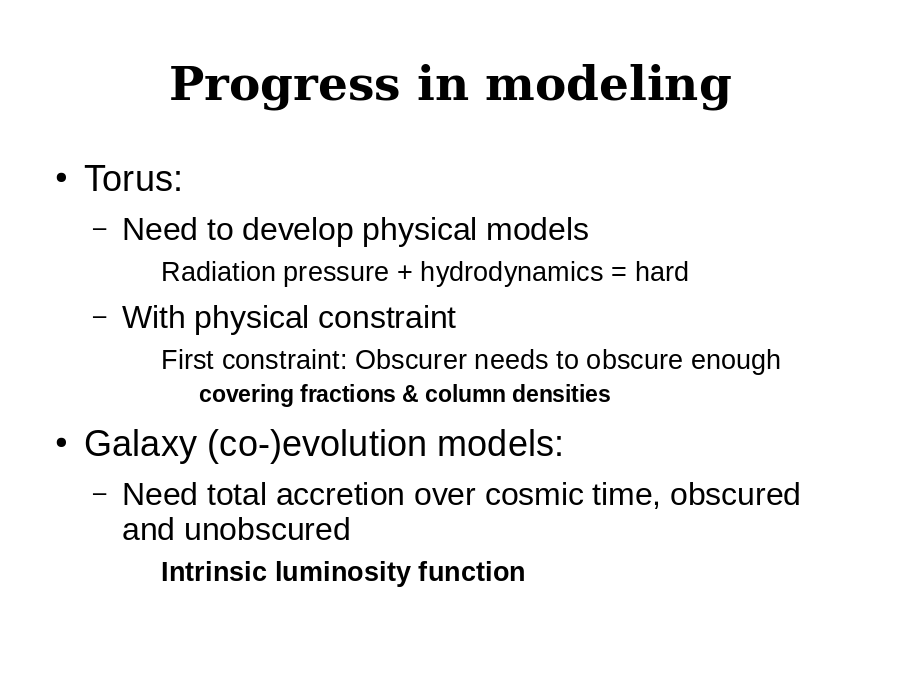 Progress in modeling
• Torus:
– Need to develop physical models
Radiation pressure + hydrodynamics = hard
– With physical constraint
First constraint: Obscurer needs to obscure enough
covering fractions & column densities
• Galaxy (co-)evolution models:
– Need total accretion over cosmic time, obscured
and unobscured
Intrinsic luminosity function